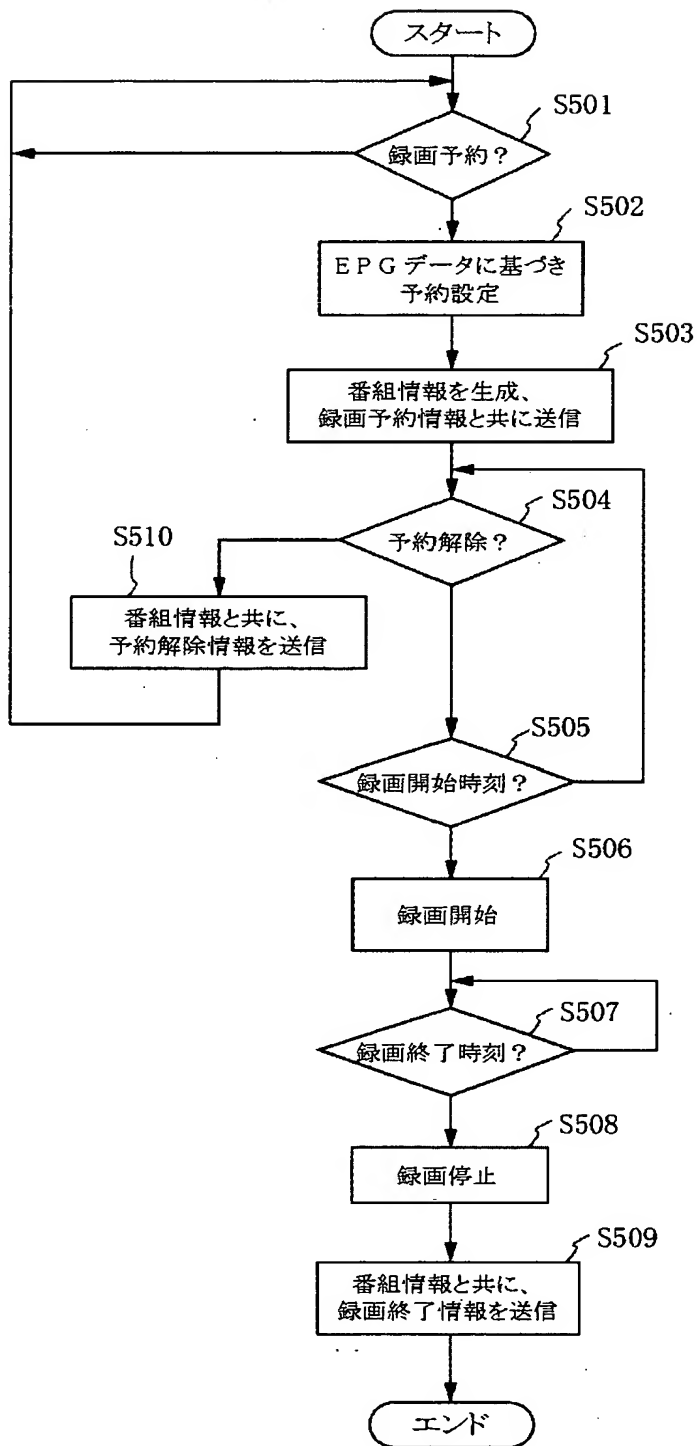 スタート
S501
録画予約?
S502
EPGデータに基づき
予約設定
S503
番組情報を生成、
録画予約情報と共に送信
S504
予約解除?
S510
番組情報と共に、
予約解除情報を送信
S505
録画開始時刻?
S506
録画開始
S507
録画終了時刻?
S508
録画停止
S509
番組情報と共に、
録画終了情報を送信
エンド